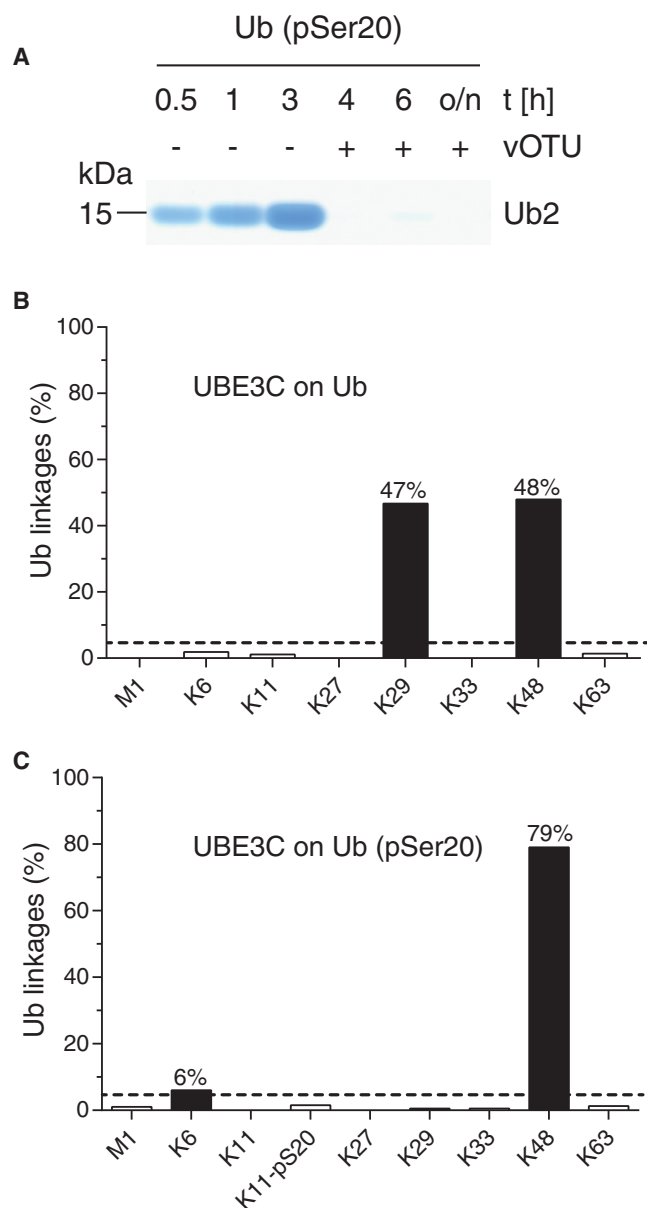 A
Ub (pSer20)
0.5 1 3 4 6 o/n t [h]
- - - + + + vOTU
kDa
15 Ub2
B
100
80
60
40
20
0
Ub linkages (%)
UBE3C on Ub
47%
48%
M1 K6 K11 K27 K29 K33 K48 K63
C
100
80
60
40
20
0
Ub linkages (%)
UBE3C on Ub (pSer20)
6%
79%
M1 K6 K11 K11-pS20 K27 K29 K33 K48 K63